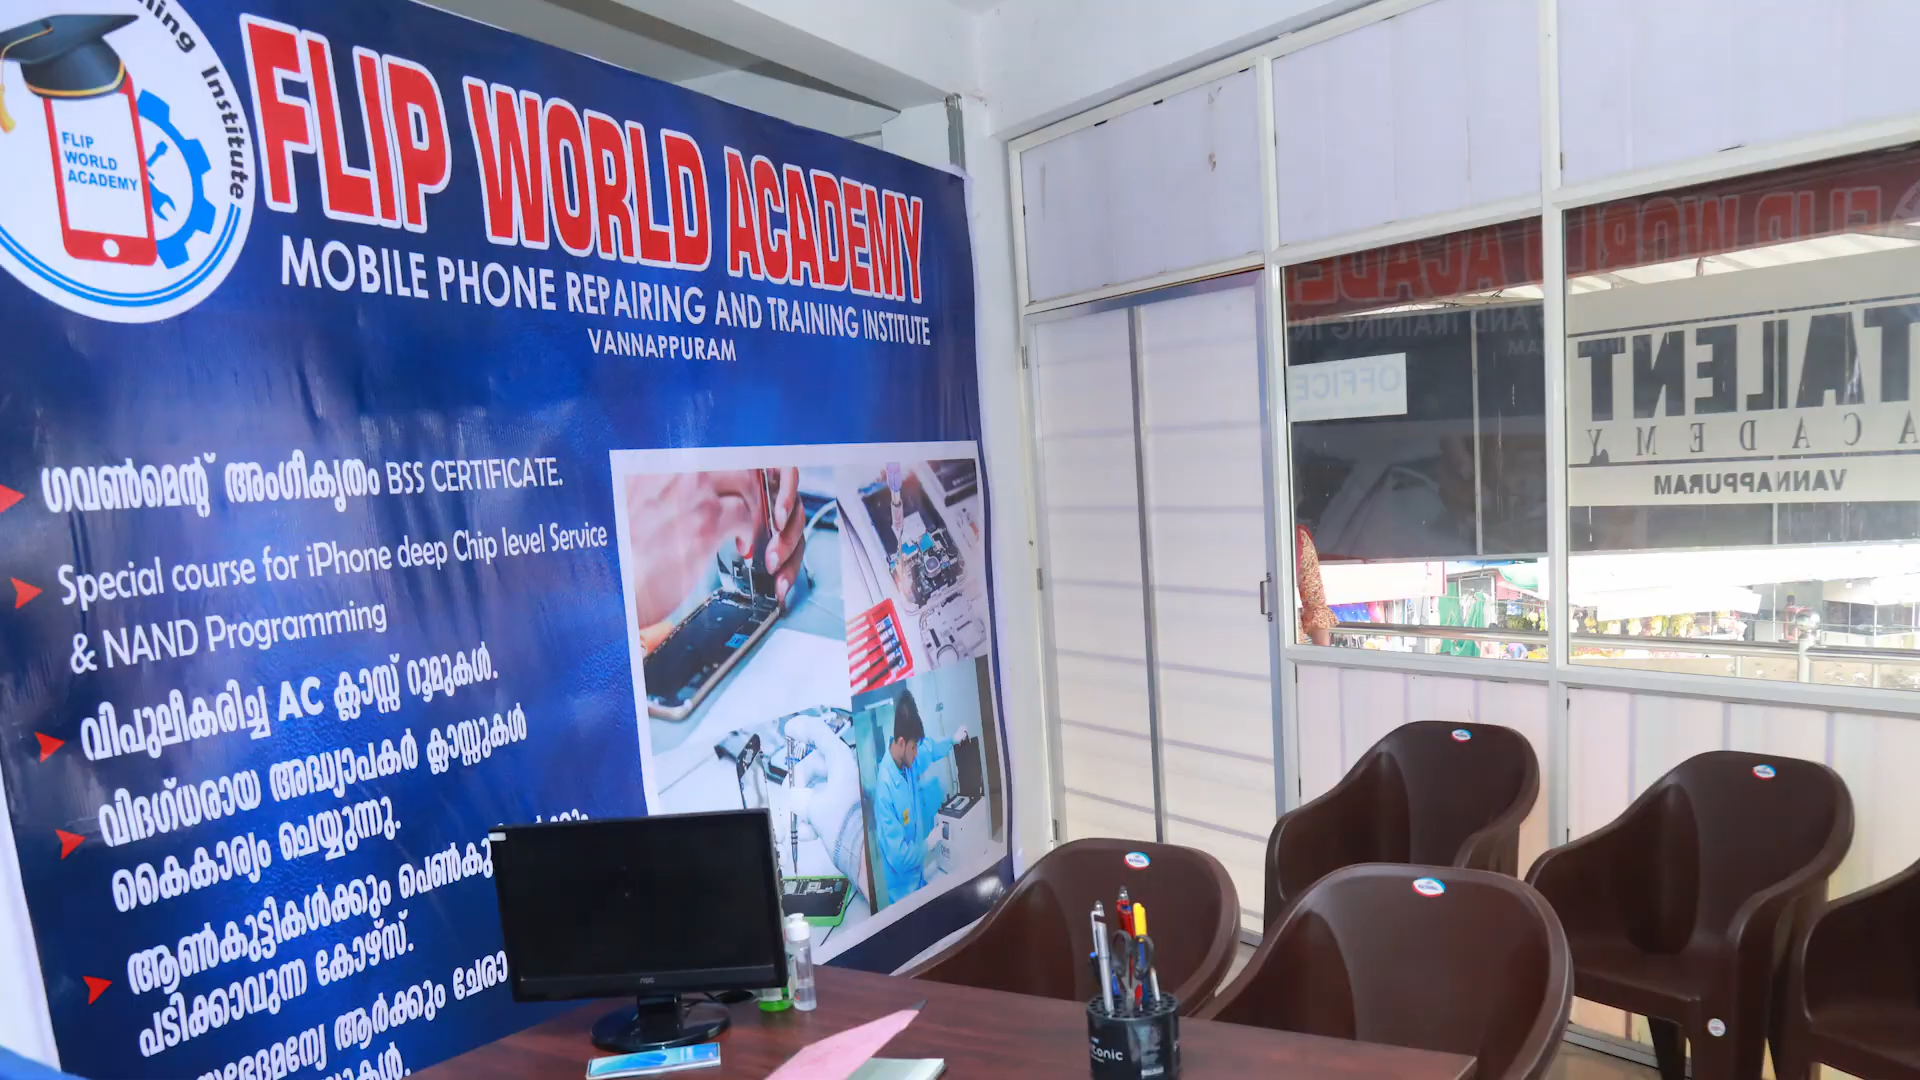 Institute
FLIP
WORLD
ACADEMY
FLIP WORLD ACADEMY
MOBILE PHONE REPAIRING AND TRAINING INSTITUTE
VANNAPPURAM
ഗവൺമെന്റ് അംഗീകൃതം BSS CERTIFICATE.
Special course for iPhone deep Chip level Service
& NAND Programming
വിപുലീകരിച്ച AC ക്ലാസ്സ് റൂമുകൾ.
വിദഗ്ധരായ അദ്ധ്യാപകർ ക്ലാസ്സുകൾ
കൈകാര്യം ചെയ്യുന്നു.
ആൺകുട്ടികൾക്കും
പഠിക്കാവുന്ന കോഴ്സ്.
ആർക്കും
FLIP WORLD
OFFICE
TALENT
ACADEMY
VANNAPPURAM